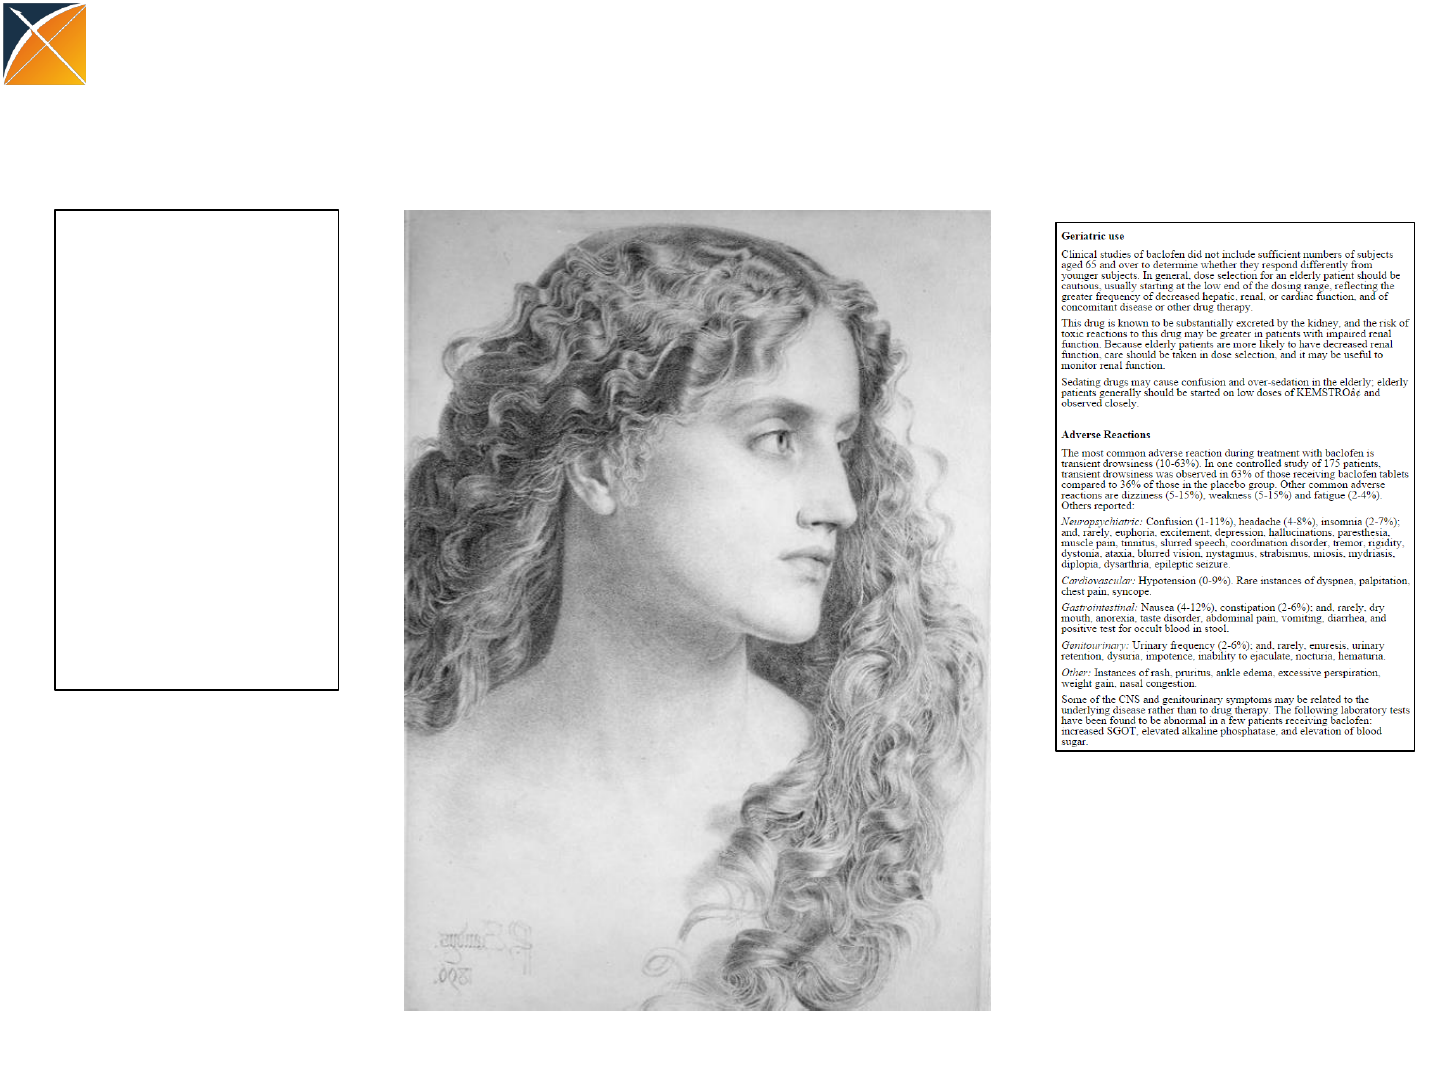 Geriatric use
Clinical studies of baclofen did not include sufficient numbers of subjects
aged 65 and over to determine whether they respond differently from
younger subjects. In general, dose selection for an elderly patient should be
cautious, usually starting at the low end of the dosing range, reflecting the
greater frequency of decreased hepatic, renal, or cardiac function, and of
concomitant disease or other drug therapy.
This drug is known to be substantially excreted by the kidney, and the risk of
toxic reactions to this drug may be greater in patients with impaired renal
function. Because elderly patients are more likely to have decreased renal
function, care should be taken in dose selection, and it may be useful to
monitor renal function.
Sedating drugs may cause confusion and over-sedation in the elderly; elderly
patients generally should be started on low doses of KEMSTROâ¢ and
observed closely.
Adverse Reactions
The most common adverse reaction during treatment with baclofen is
transient drowsiness (10-63%). In one controlled study of 175 patients,
transient drowsiness was observed in 63% of those receiving baclofen tablets
compared to 36% of those in the placebo group. Other common adverse
reactions are dizziness (5-15%), weakness (5-15%) and fatigue (2-4%).
Others reported:
Neuropsychiatric: Confusion (1-11%), headache (4-8%), insomnia (2-7%);
and, rarely, euphoria, excitement, depression, hallucinations, paresthesia,
muscle pain, tinnitus, slurred speech, coordination disorder, tremor, rigidity,
dystonia, ataxia, blurred vision, nystagmus, strabismus, miosis, mydriasis,
diplopia, dysarthria, epileptic seizure.
Cardiovascular: Hypotension (0-9%). Rare instances of dyspnea, palpitation,
chest pain, syncope.
Gastrointestinal: Nausea (4-12%), constipation (2-6%); and, rarely, dry
mouth, anorexia, taste disorder, abdominal pain, vomiting, diarrhea, and
positive test for occult blood in stool.
Genitourinary: Urinary frequency (2-6%); and, rarely, enuresis, urinary
retention, dysuria, impotence, inability to ejaculate, nocturia, hematuria.
Other: Instances of rash, pruritus, ankle edema, excessive perspiration,
weight gain, nasal congestion.
Some of the CNS and genitourinary symptoms may be related to the
underlying disease rather than to drug therapy. The following laboratory tests
have been found to be abnormal in a few patients receiving baclofen:
increased SGOT, elevated alkaline phosphatase, and elevation of blood
sugar.
F. Sandys.
1896.